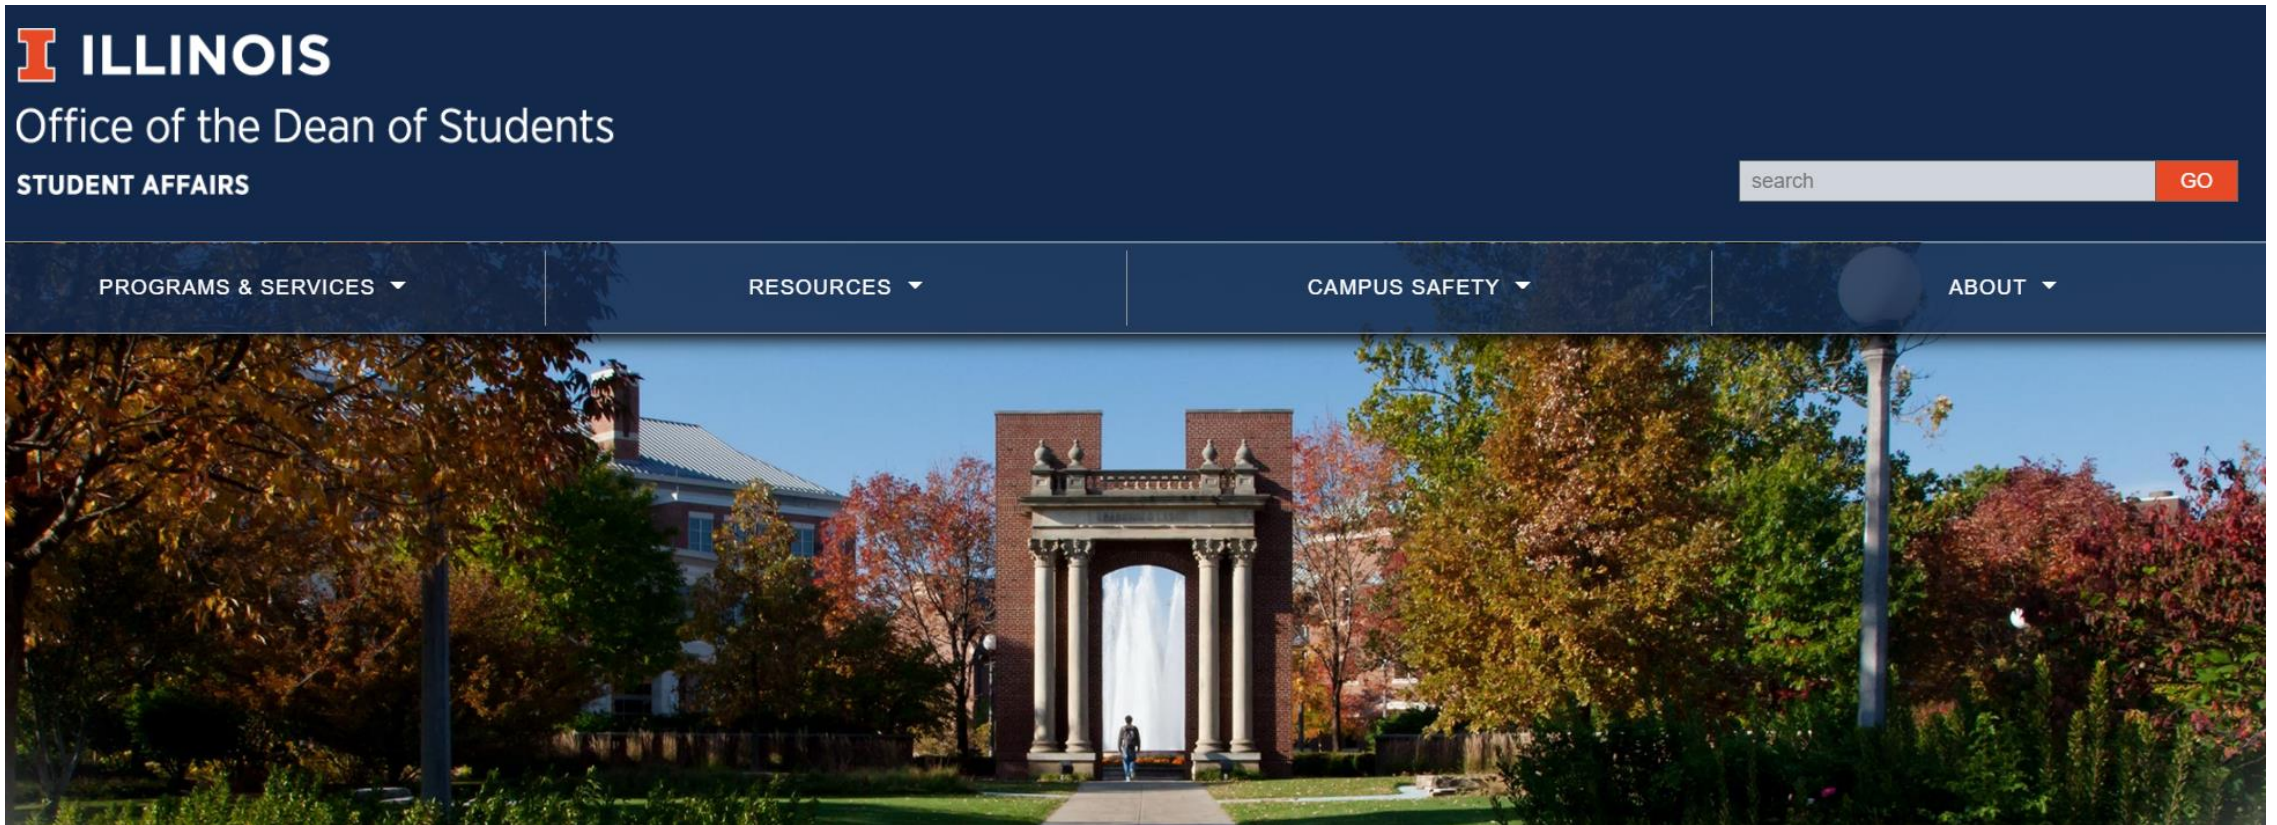 I ILLINOIS
Office of the Dean of Students
STUDENT AFFAIRS
search GO
PROGRAMS & SERVICES RESOURCES CAMPUS SAFETY ABOUT